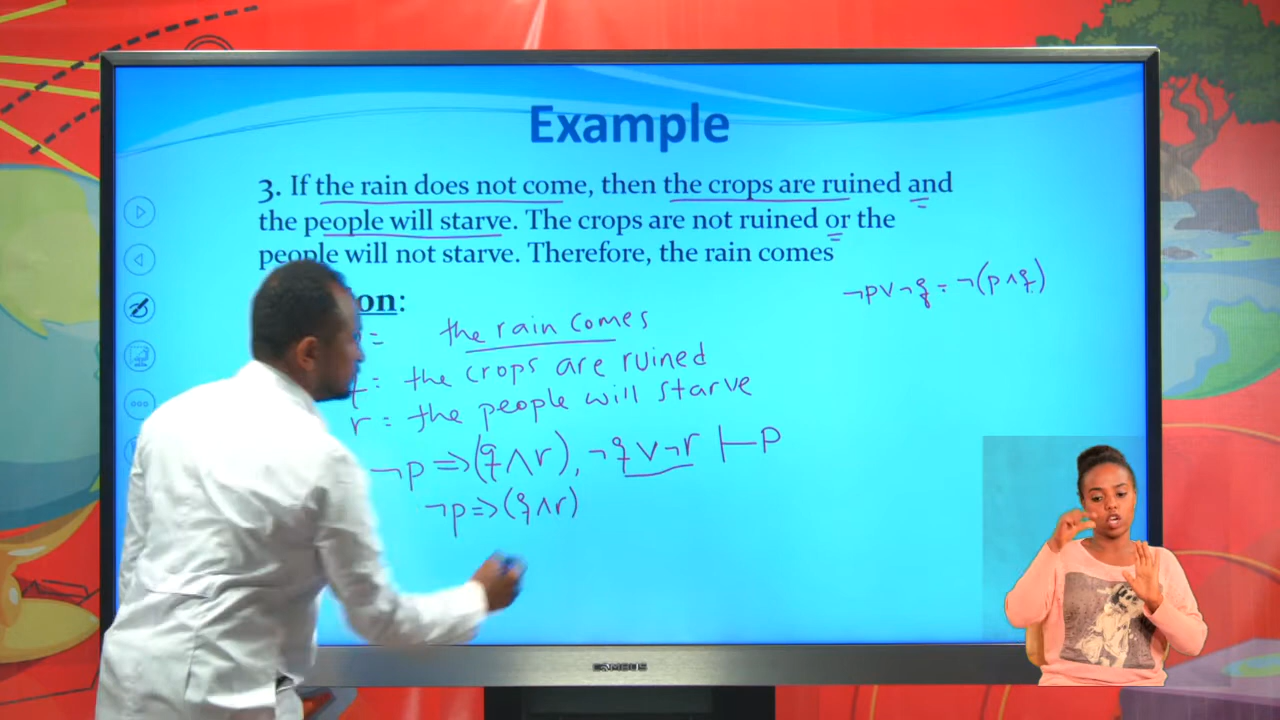 Example
3. If the rain does not come, then the crops are ruined and
the people will starve. The crops are not ruined or the
people will not starve. Therefore, the rain comes
on:
¬p∨¬q = ¬(p∧q)
= the rain comes
= the crops are ruined
r = the people will starve
¬p ⇒ (q∧r), ¬q ∨ ¬r ⊢ p
¬p ⇒ (q∧r)